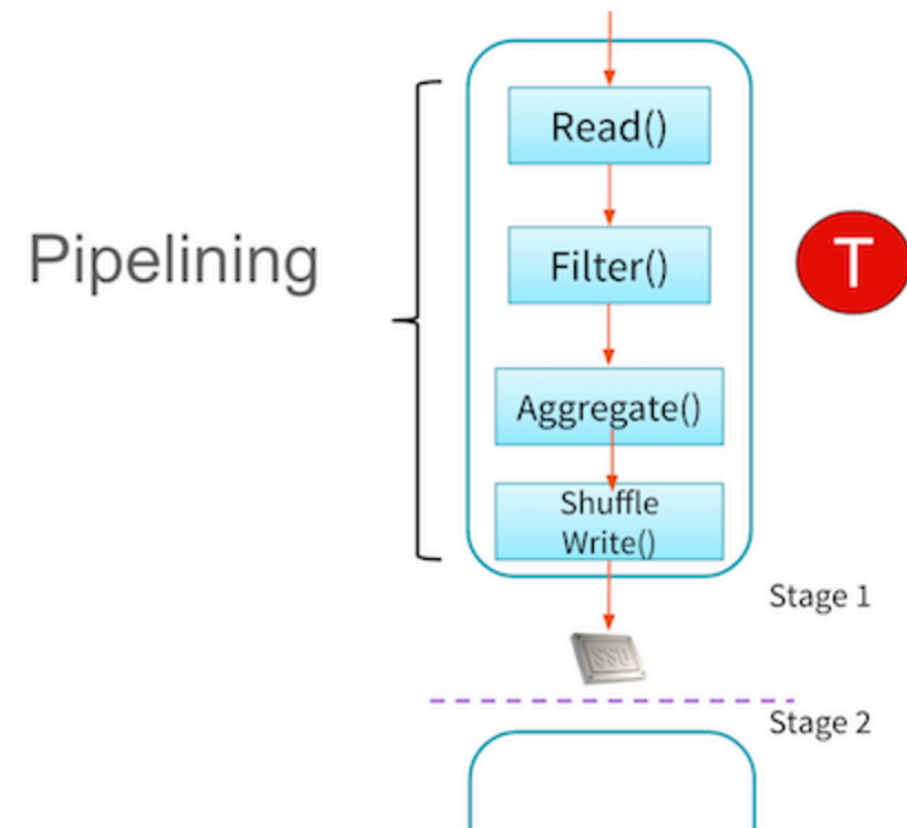 Read()
Pipelining
Filter()
T
Aggregate()
Shuffle
Write()
Stage 1
SSD
Stage 2